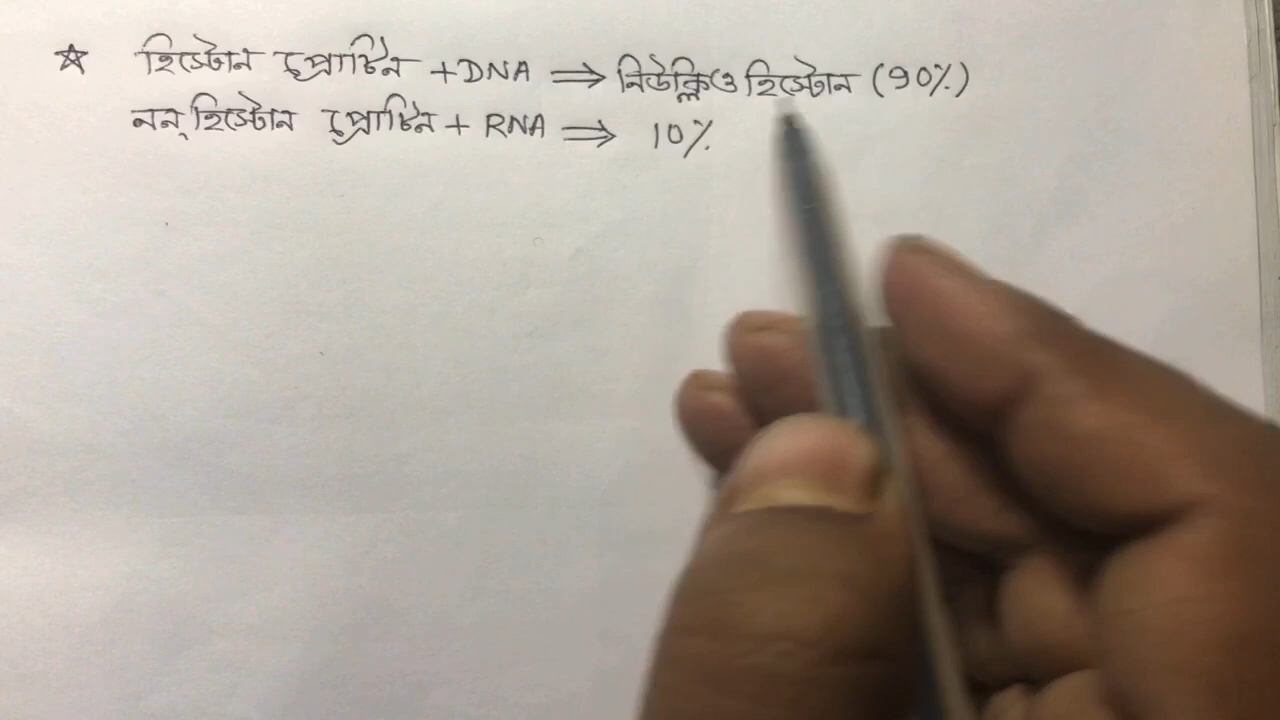 ☆ হিস্টোন প্রোটিন + DNA ⇒ নিউক্লিও হিস্টোন (90%)
নন্ হিস্টোন প্রোটিন + RNA ⇒ 10%